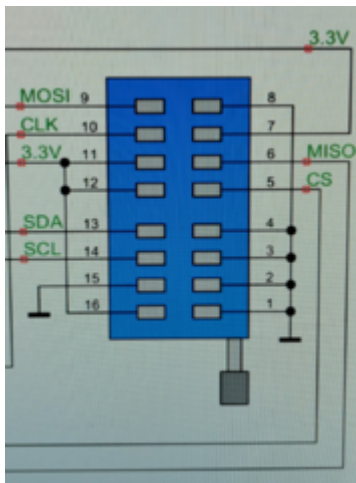 3.3V
MOSI 9 8
CLK 10 7
3.3V 11 6 MISO
12 5 CS
SDA 13 4
SCL 14 3
15 2
16 1